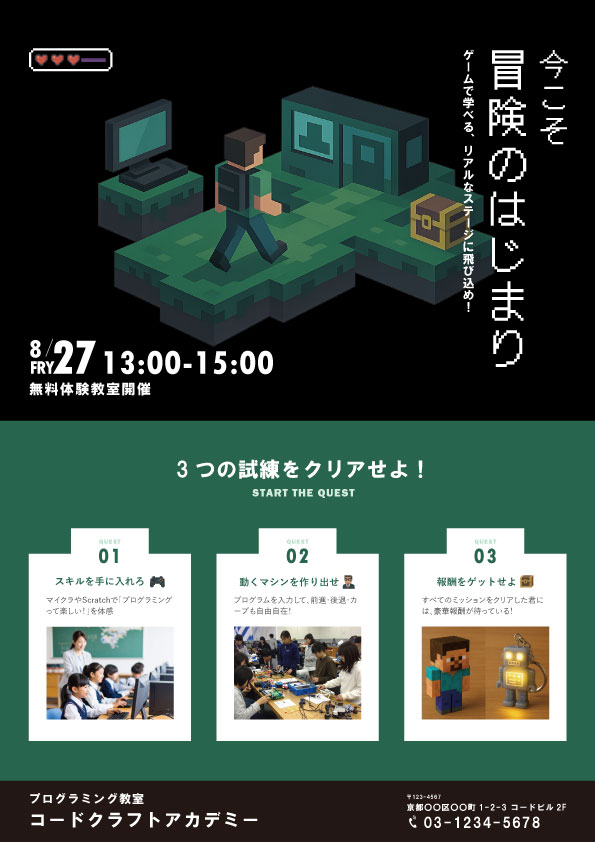 今こそ
冒険のはじまり
ゲームで学べる、リアルなステージに飛び込め！
8/27 FRY 13:00-15:00
無料体験教室開催
3つの試練をクリアせよ！
START THE QUEST
QUEST
01
スキルを手に入れろ
マイクラやScratchで「プログラミング
って楽しい！」を体感
QUEST
02
動くマシンを作り出せ
プログラムを入力して、前進・後退・カ
ーブも自由自在！
QUEST
03
報酬をゲットせよ
すべてのミッションをクリアした君に
は、豪華報酬が待っている！
プログラミング教室
コードクラフトアカデミー
〒123-4567
京都〇〇区〇〇町 1-2-3 コードビル 2F
03-1234-5678